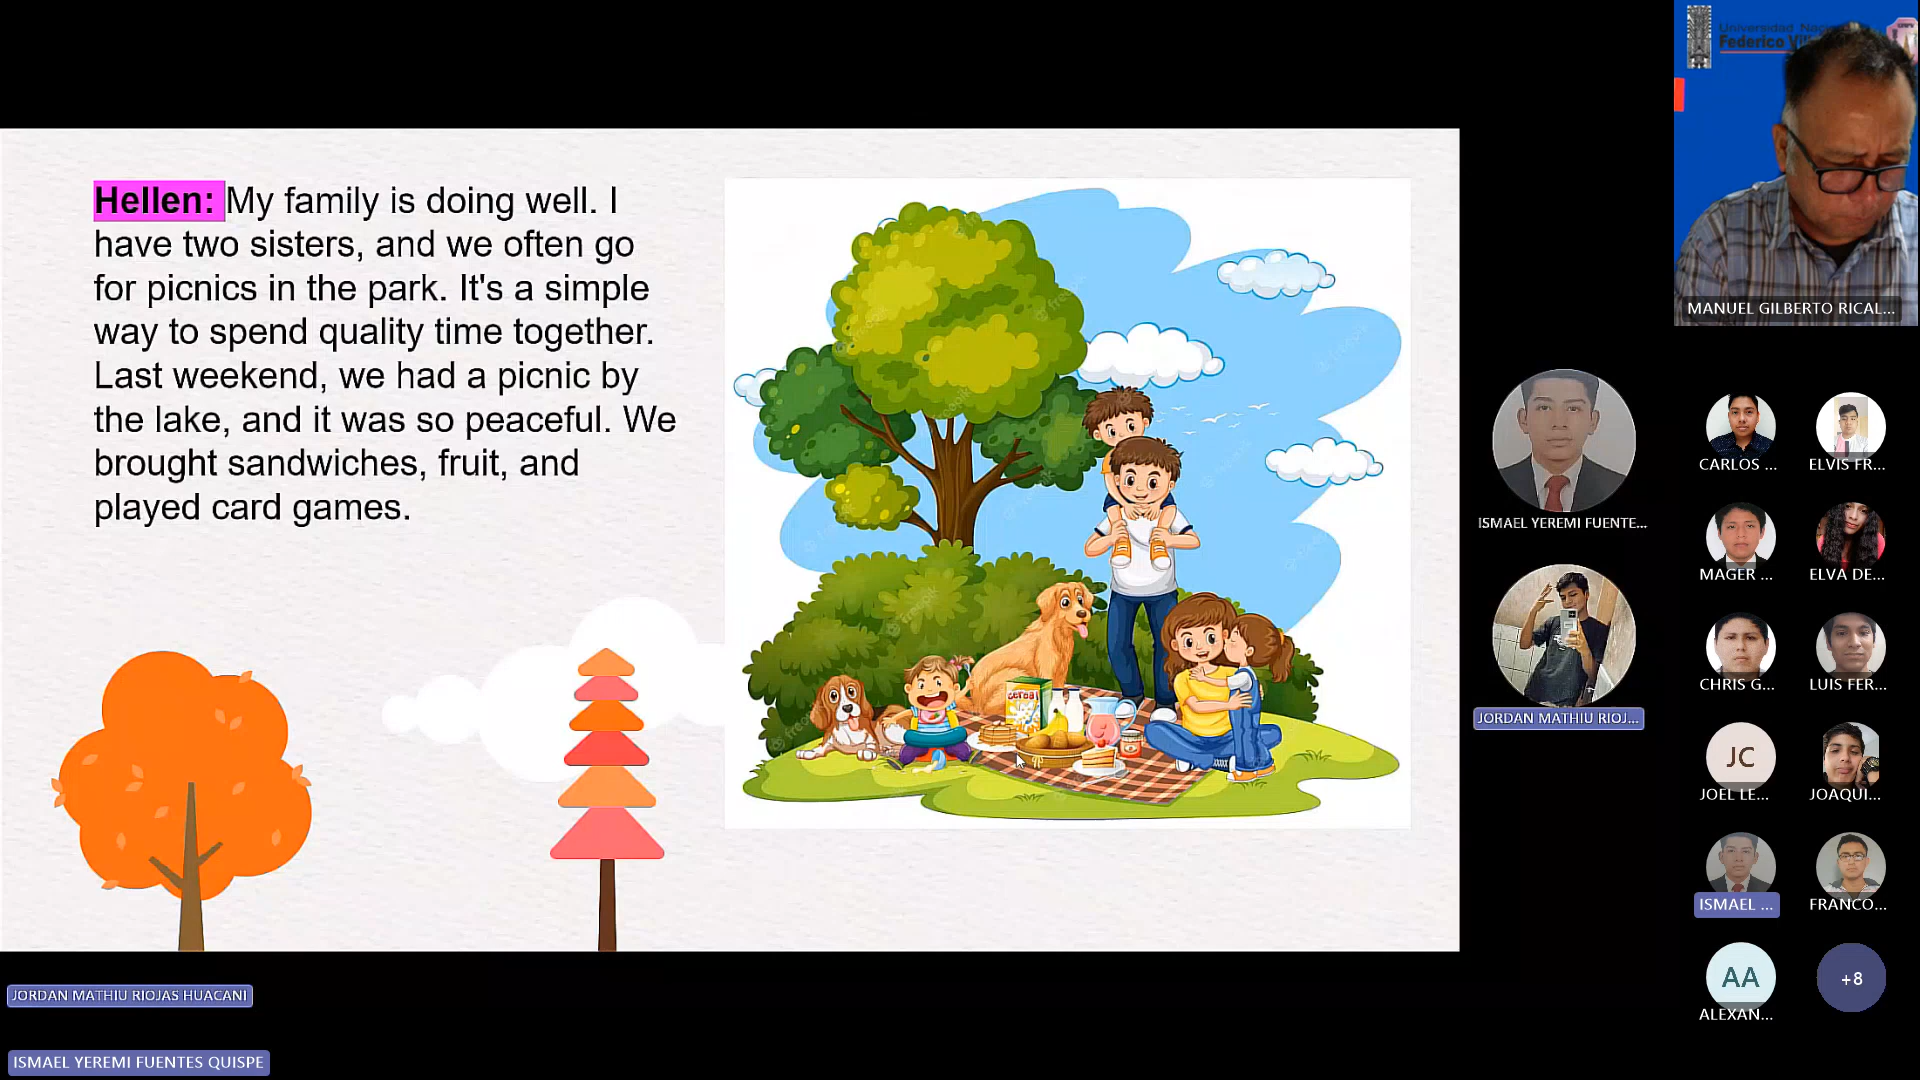 Hellen: My family is doing well. I
have two sisters, and we often go
for picnics in the park. It's a simple
way to spend quality time together.
Last weekend, we had a picnic by
the lake, and it was so peaceful. We
brought sandwiches, fruit, and
played card games.
JORDAN MATHIU RIOJAS HUACANI
ISMAEL YEREMI FUENTES QUISPE
Universidad
Federico
MANUEL GILBERTO RICAL...
ISMAEL YEREMI FUENTE...
JORDAN MATHIU RIOJ...
CARLOS ...
ELVIS FR...
MAGER ...
ELVA DE...
CHRIS G...
LUIS FER...
JC
JOEL LE...
JOAQUI...
ISMAEL ...
FRANCO...
AA
ALEXAN...
+8